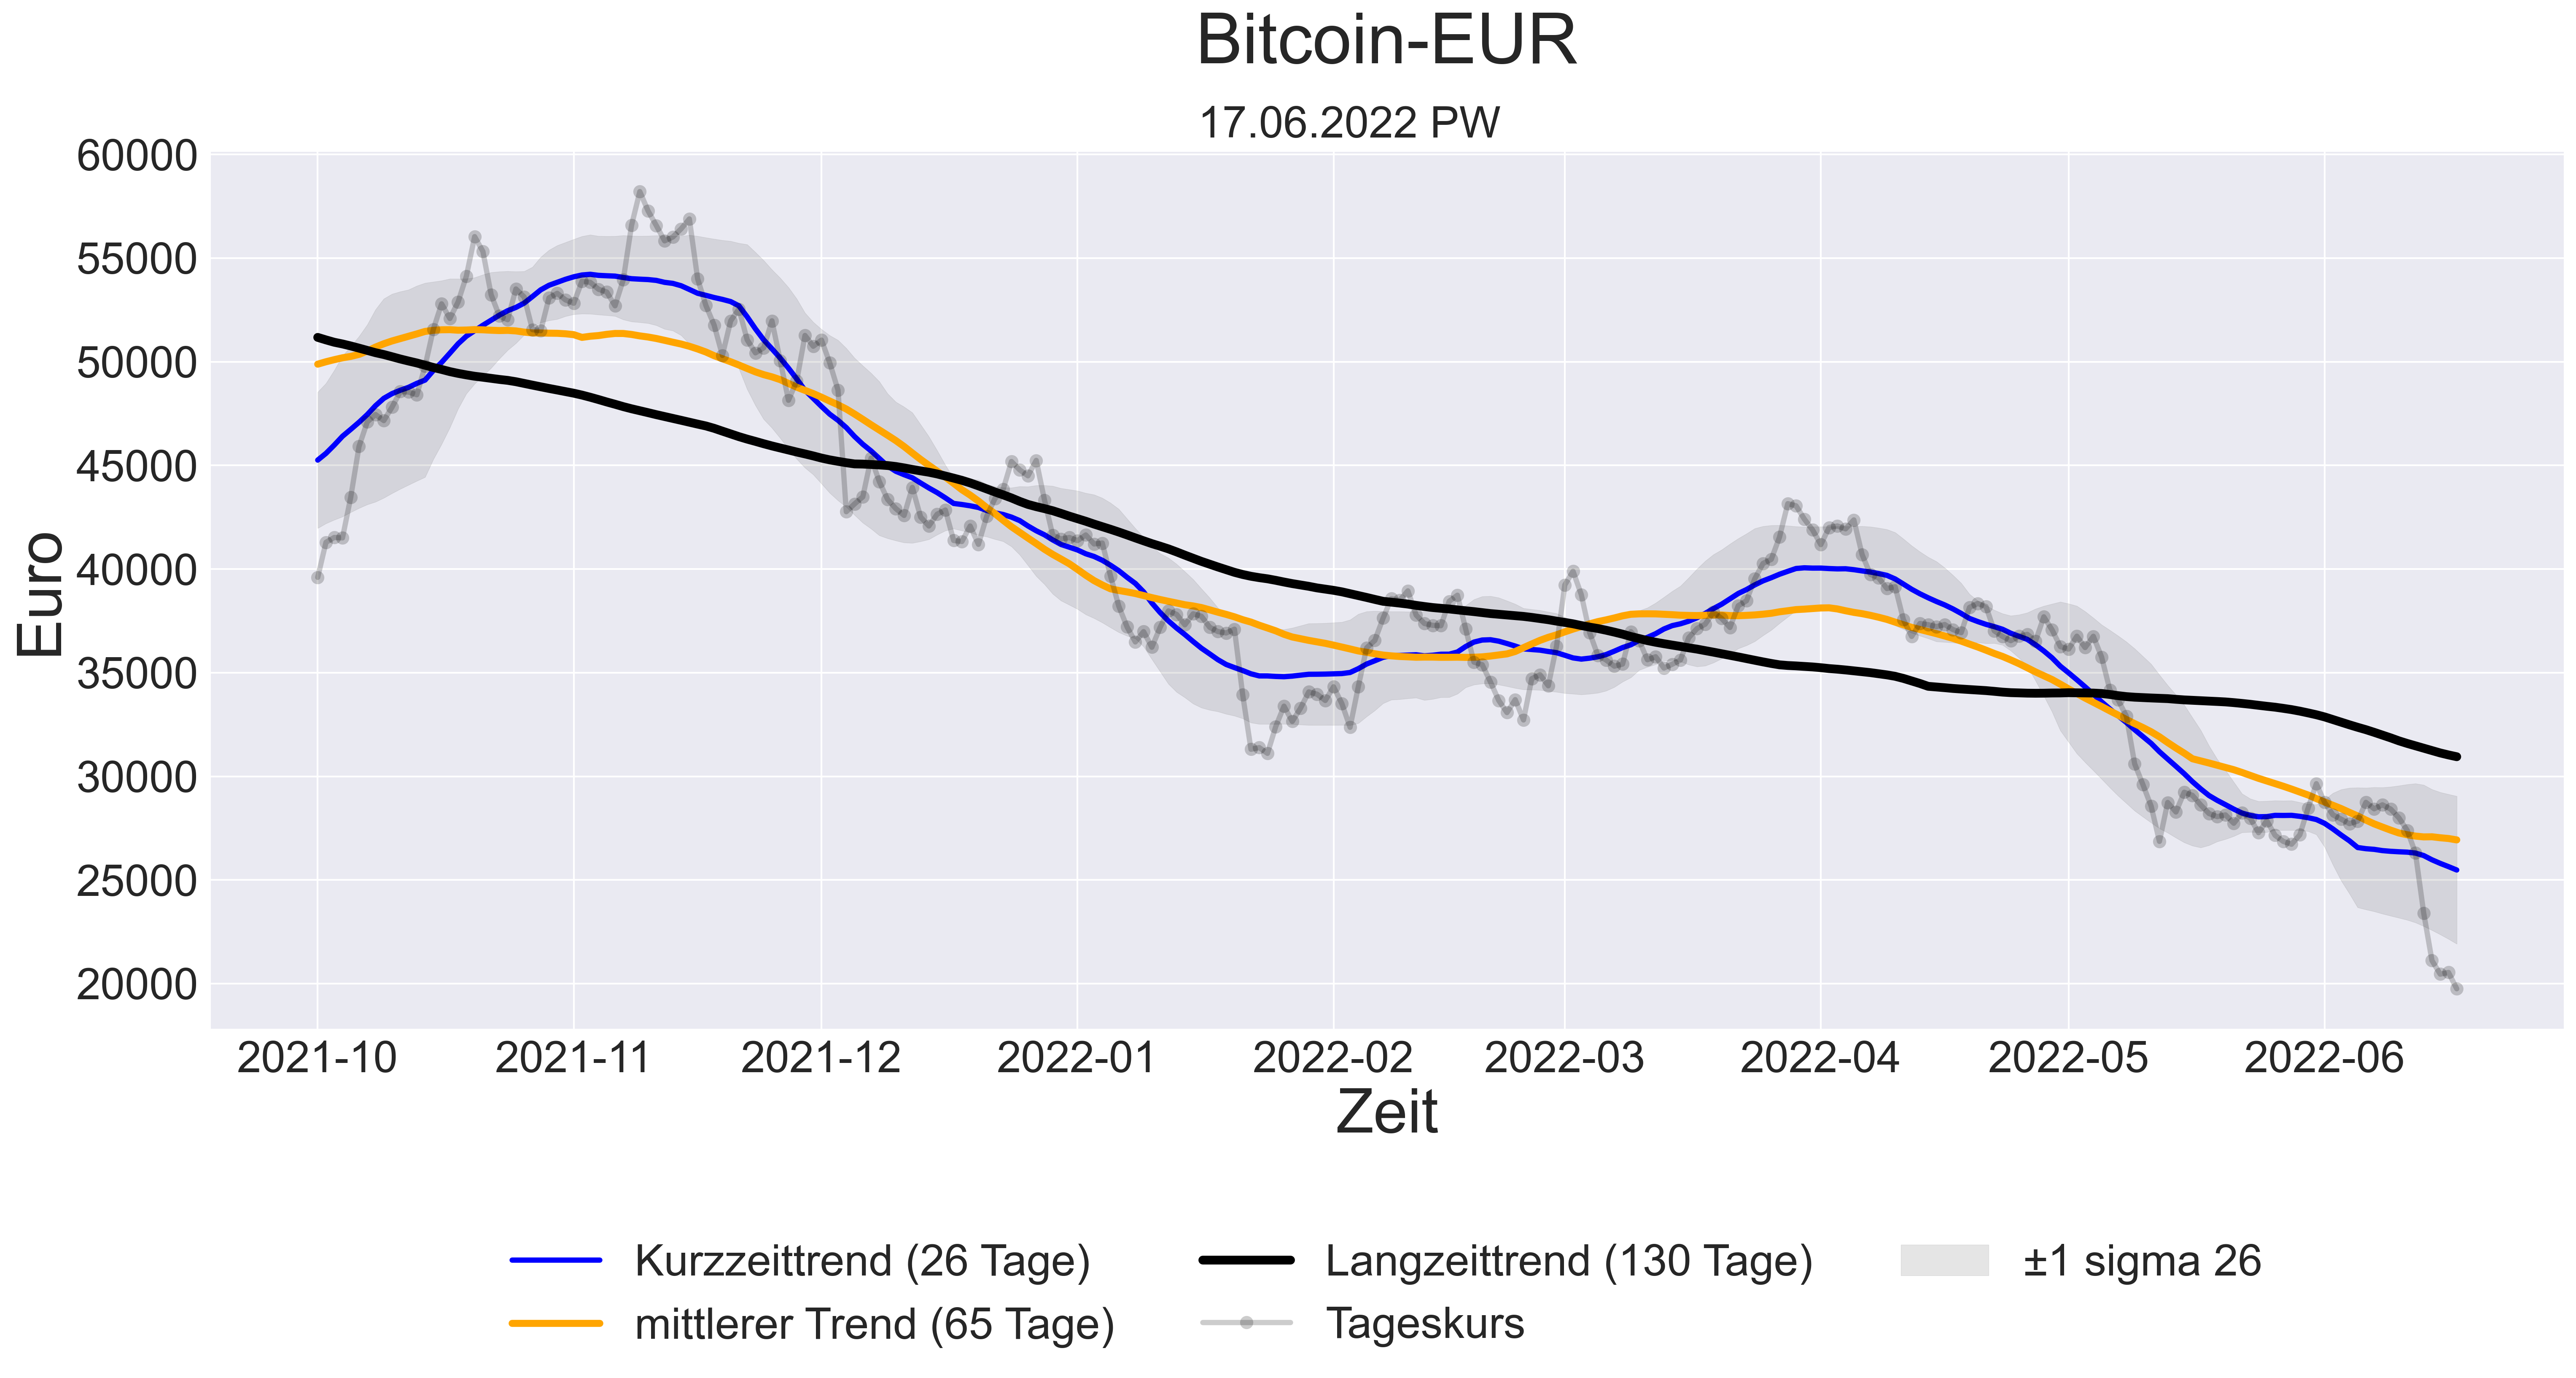 Bitcoin-EUR
17.06.2022 PW
60000
55000
50000
45000
40000
35000
30000
25000
20000
Euro
2021-10 2021-11 2021-12 2022-01 2022-02 2022-03 2022-04 2022-05 2022-06
Zeit
Kurzzeittrend (26 Tage) Langzeittrend (130 Tage) ±1 sigma 26
mittlerer Trend (65 Tage) Tageskurs